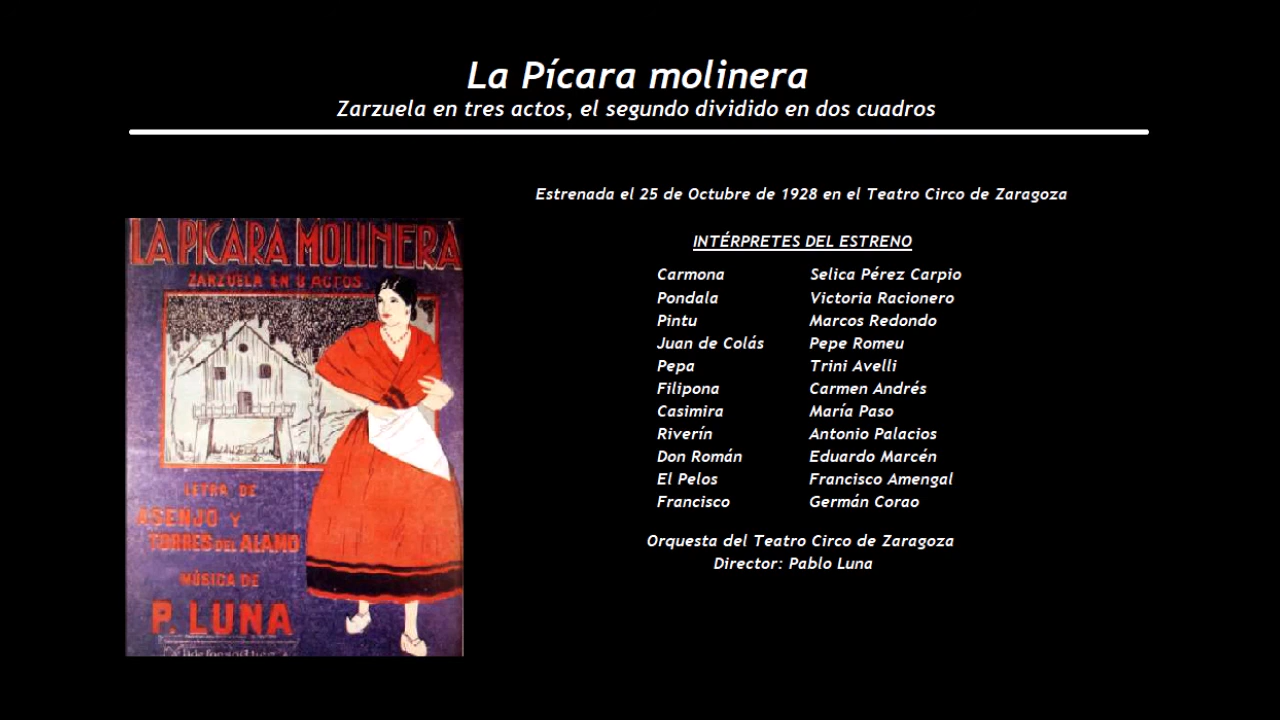 La Pícara molinera
Zarzuela en tres actos, el segundo dividido en dos cuadros
Estrenada el 25 de Octubre de 1928 en el Teatro Circo de Zaragoza
INTÉRPRETES DEL ESTRENO
Carmona Selica Pérez Carpio
Pondala Victoria Racionero
Pintu Marcos Redondo
Juan de Colás Pepe Romeu
Pepa Trini Avelli
Filipona Carmen Andrés
Casimira María Paso
Riverín Antonio Palacios
Don Román Eduardo Marcén
El Pelos Francisco Amengal
Francisco Germán Corao
Orquesta del Teatro Circo de Zaragoza
Director: Pablo Luna
LA PICARA MOLINERA
ZARZUELA EN 3 ACTOS
LETRA DE
ASENJO Y
TORRES DEL ALAMO
MÚSICA DE
P. LUNA